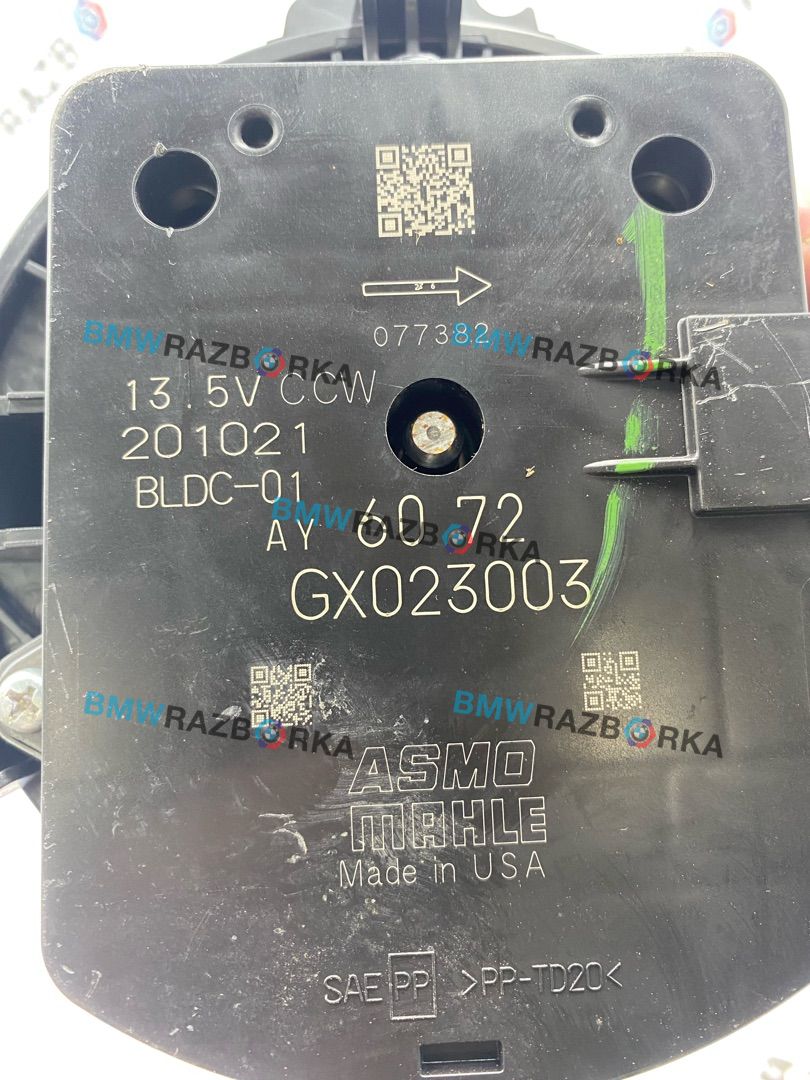 077382
BMWRAZBORKA
BMWRAZBORKA
13.5V CCW
201021
BLDC-01
BMWRAZBORKA
AY 60 72
GX023003
BMWRAZBORKA
BMWRAZBORKA
ASMO
MAHLE
Made in USA
SAE PP >PP-TD20<